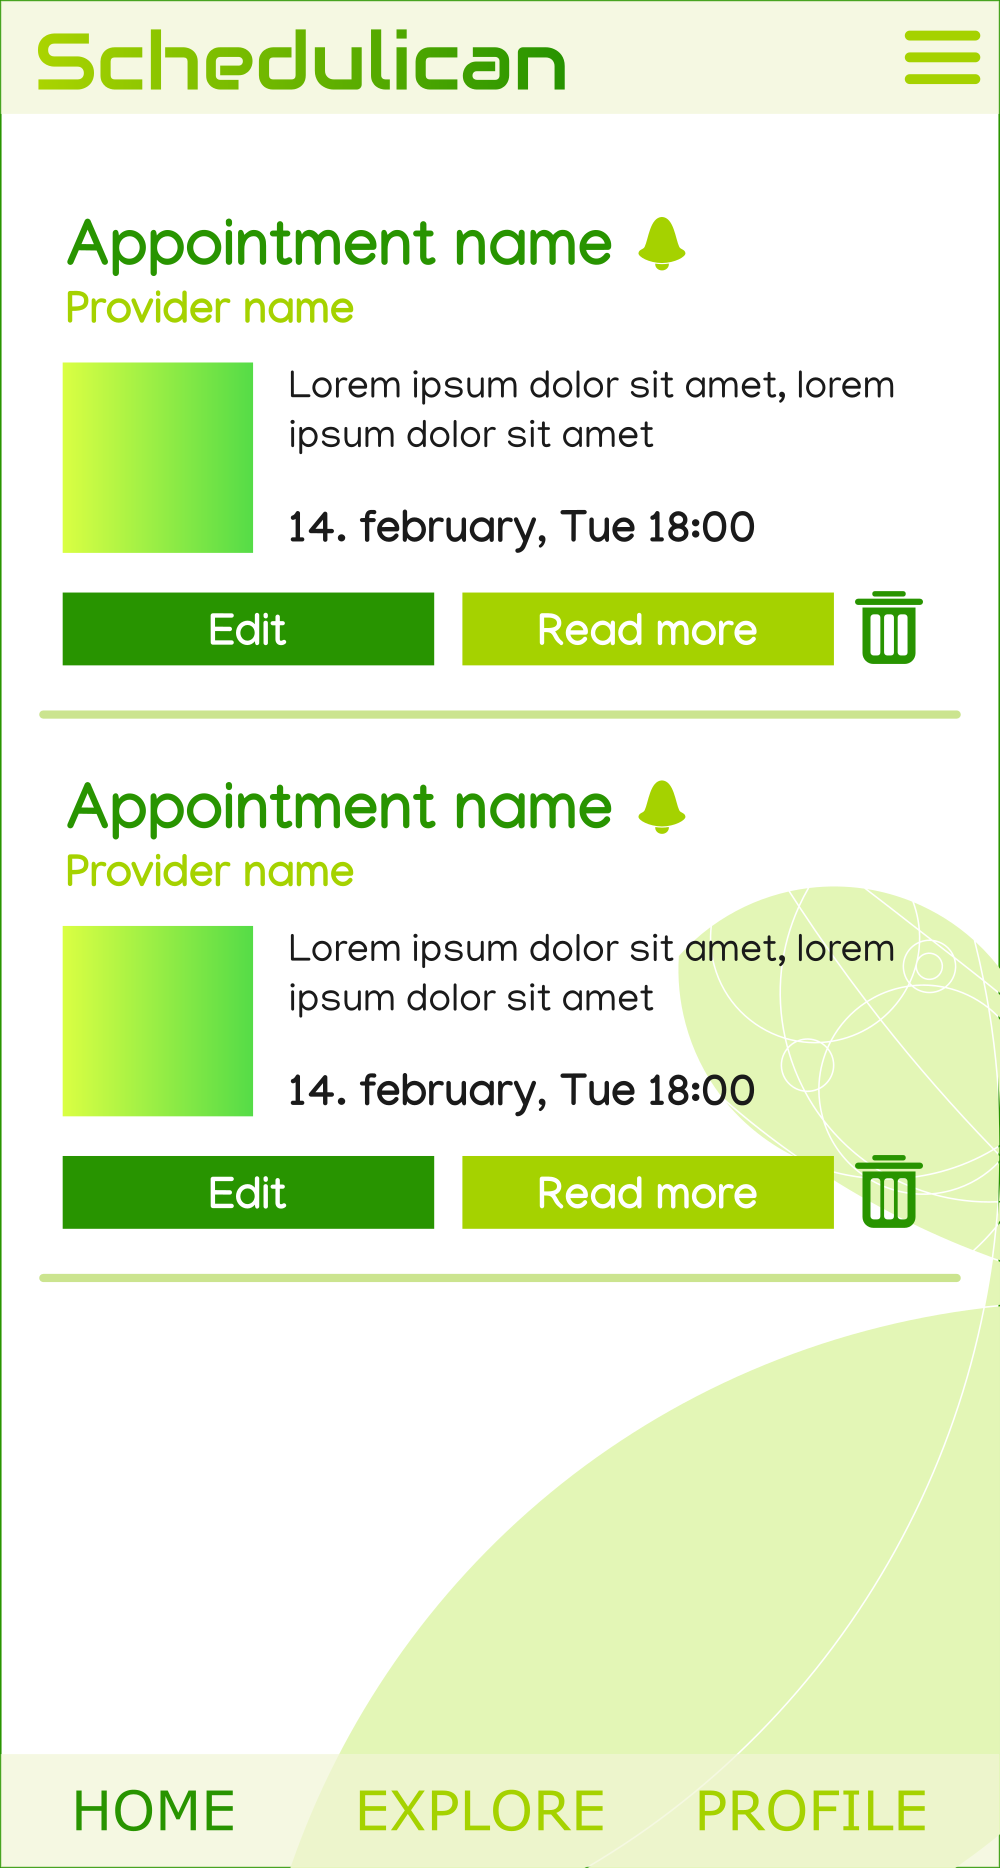 Schedulican
Appointment name
Provider name
Lorem ipsum dolor sit amet, lorem
ipsum dolor sit amet
14. february, Tue 18:00
Edit
Read more
Appointment name
Provider name
Lorem ipsum dolor sit amet, lorem
ipsum dolor sit amet
14. february, Tue 18:00
Edit
Read more
HOME
EXPLORE
PROFILE